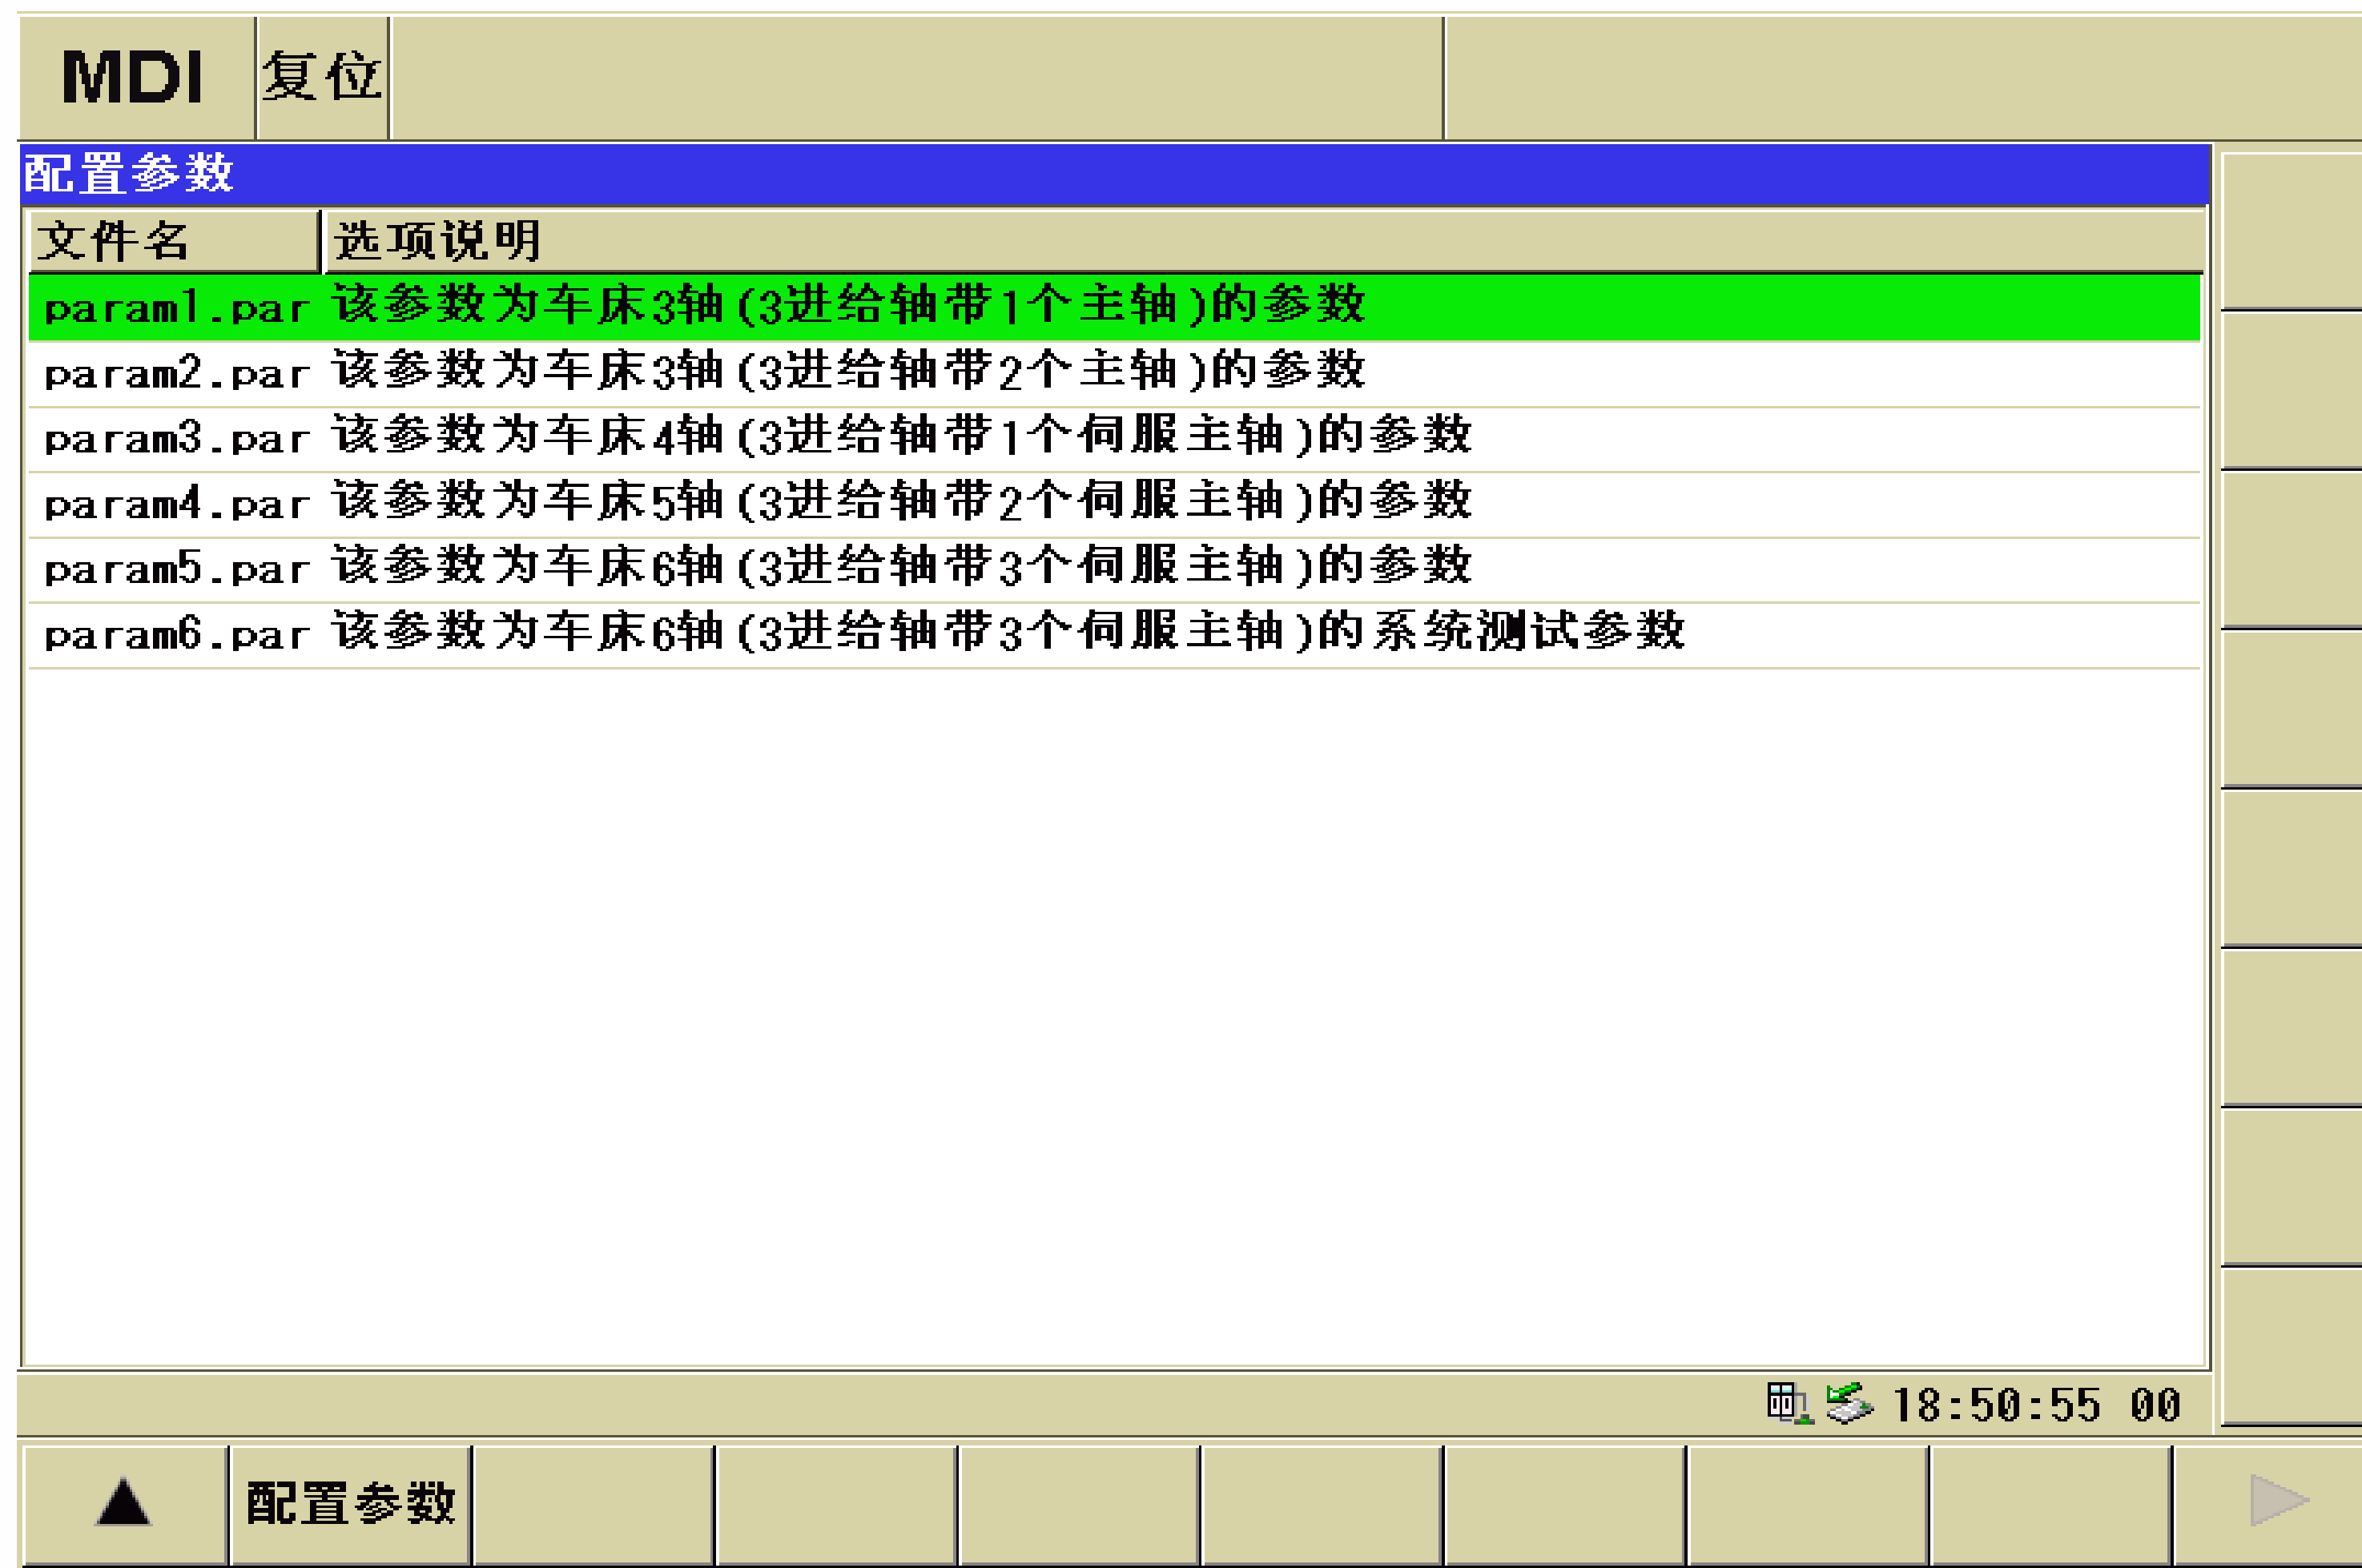 MDI 复位
配置参数
文件名 选项说明
param1.par 该参数为车床3轴(3进给轴带1个主轴)的参数
param2.par 该参数为车床3轴(3进给轴带2个主轴)的参数
param3.par 该参数为车床4轴(3进给轴带1个伺服主轴)的参数
param4.par 该参数为车床5轴(3进给轴带2个伺服主轴)的参数
param5.par 该参数为车床6轴(3进给轴带3个伺服主轴)的参数
param6.par 该参数为车床6轴(3进给轴带3个伺服主轴)的系统测试参数
18:50:55 00
配置参数